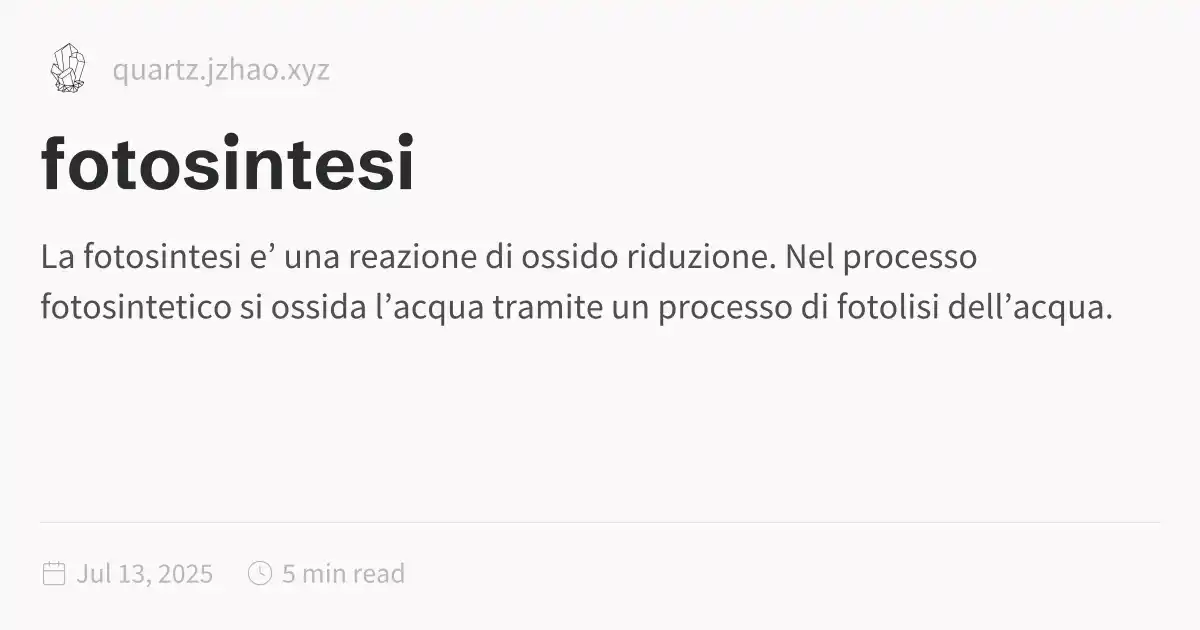 quartz.jzhao.xyz
fotosintesi
La fotosintesi e’ una reazione di ossido riduzione. Nel processo
fotosintetico si ossida l’acqua tramite un processo di fotolisi dell’acqua.
Jul 13, 2025 5 min read